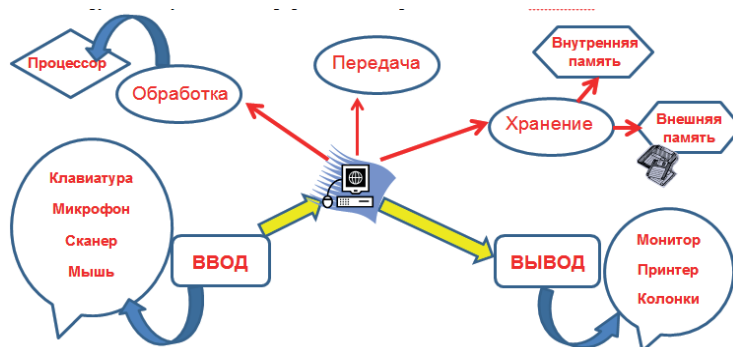 Процессор
Обработка
Передача
Внутренняя
память
Хранение
Внешняя
память
Клавиатура
Микрофон
Сканер
Мышь
ВВОД
ВЫВОД
Монитор
Принтер
Колонки